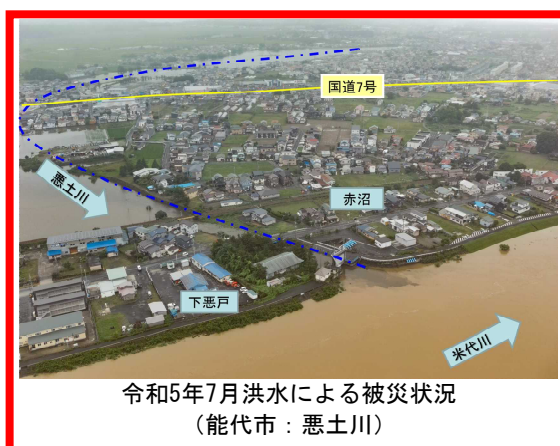 国道7号
悪土川
赤沼
下悪戸
米代川
令和5年7月洪水による被災状況
（能代市：悪土川）